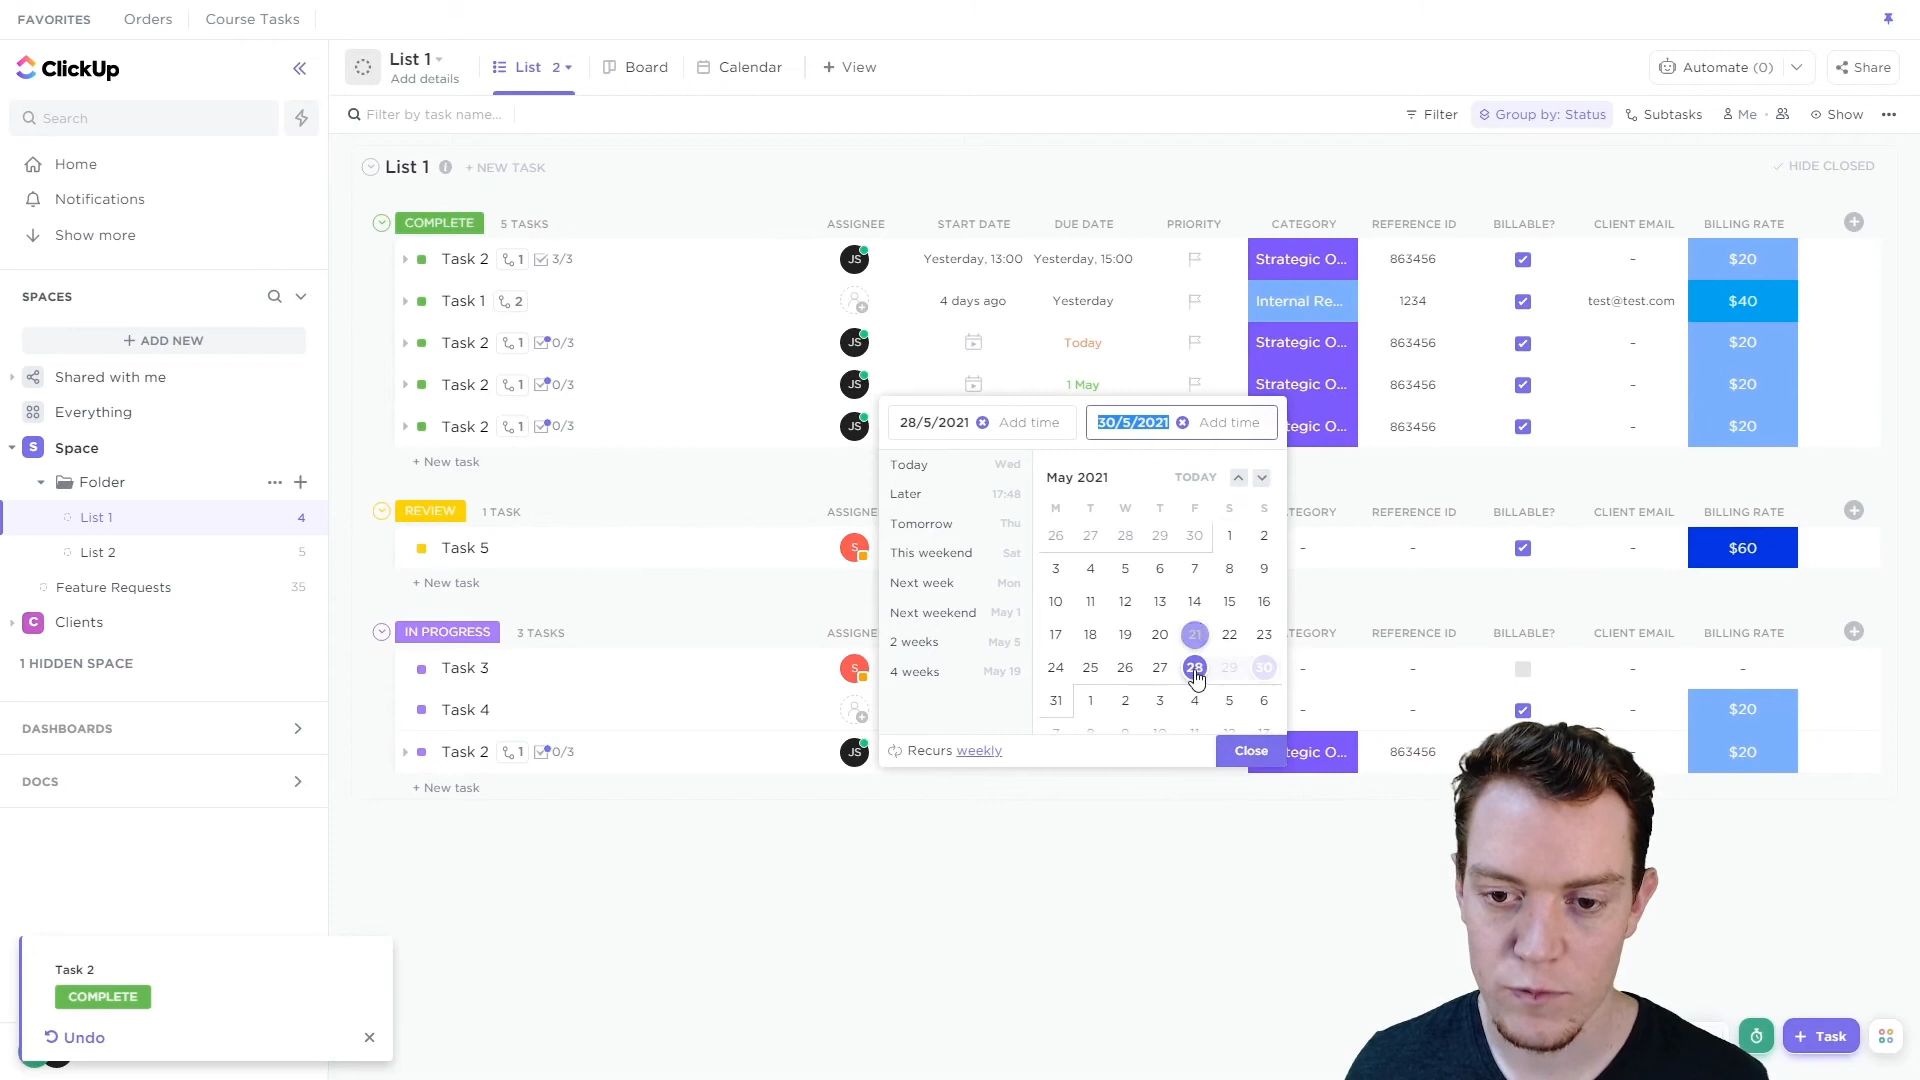 FAVORITES Orders Course Tasks
ClickUp
Search
Home
Notifications
Show more
SPACES
+ ADD NEW
Shared with me
Everything
S Space
Folder
List 1 4
List 2 5
Feature Requests 35
C Clients
1 HIDDEN SPACE
DASHBOARDS
DOCS
Task 2
COMPLETE
Undo
List 1
Add details
List 2 Board Calendar + View
Automate (0) Share
Filter by task name...
Filter Group by: Status Subtasks Me Show
List 1 + NEW TASK HIDE CLOSED
COMPLETE 5 TASKS ASSIGNEE START DATE DUE DATE PRIORITY CATEGORY REFERENCE ID BILLABLE? CLIENT EMAIL BILLING RATE
Task 2 1 3/3 JS Yesterday, 13:00 Yesterday, 15:00 Strategic O... 863456 - $20
Task 1 2 4 days ago Yesterday Internal Re... 1234 test@test.com $40
Task 2 1 0/3 JS Today Strategic O... 863456 - $20
Task 2 1 0/3 JS 1 May Strategic O... 863456 - $20
Task 2 1 0/3 JS tegic O... 863456 - $20
+ New task
REVIEW 1 TASK ASSIGNE TEGORY REFERENCE ID BILLABLE? CLIENT EMAIL BILLING RATE
Task 5 S - - - $60
+ New task
IN PROGRESS 3 TASKS ASSIGNE TEGORY REFERENCE ID BILLABLE? CLIENT EMAIL BILLING RATE
Task 3 S - - - -
Task 4 - - - $20
Task 2 1 0/3 JS tegic O... 863456 - $20
+ New task
28/5/2021 Add time 30/5/2021 Add time
Today Wed
Later 17:48
Tomorrow Thu
This weekend Sat
Next week Mon
Next weekend May 1
2 weeks May 5
4 weeks May 19
May 2021 TODAY
M T W T F S S
26 27 28 29 30 1 2
3 4 5 6 7 8 9
10 11 12 13 14 15 16
17 18 19 20 21 22 23
24 25 26 27 28 29 30
31 1 2 3 4 5 6
7 8 9 10 11 12 13
Recurs weekly Close
+ Task